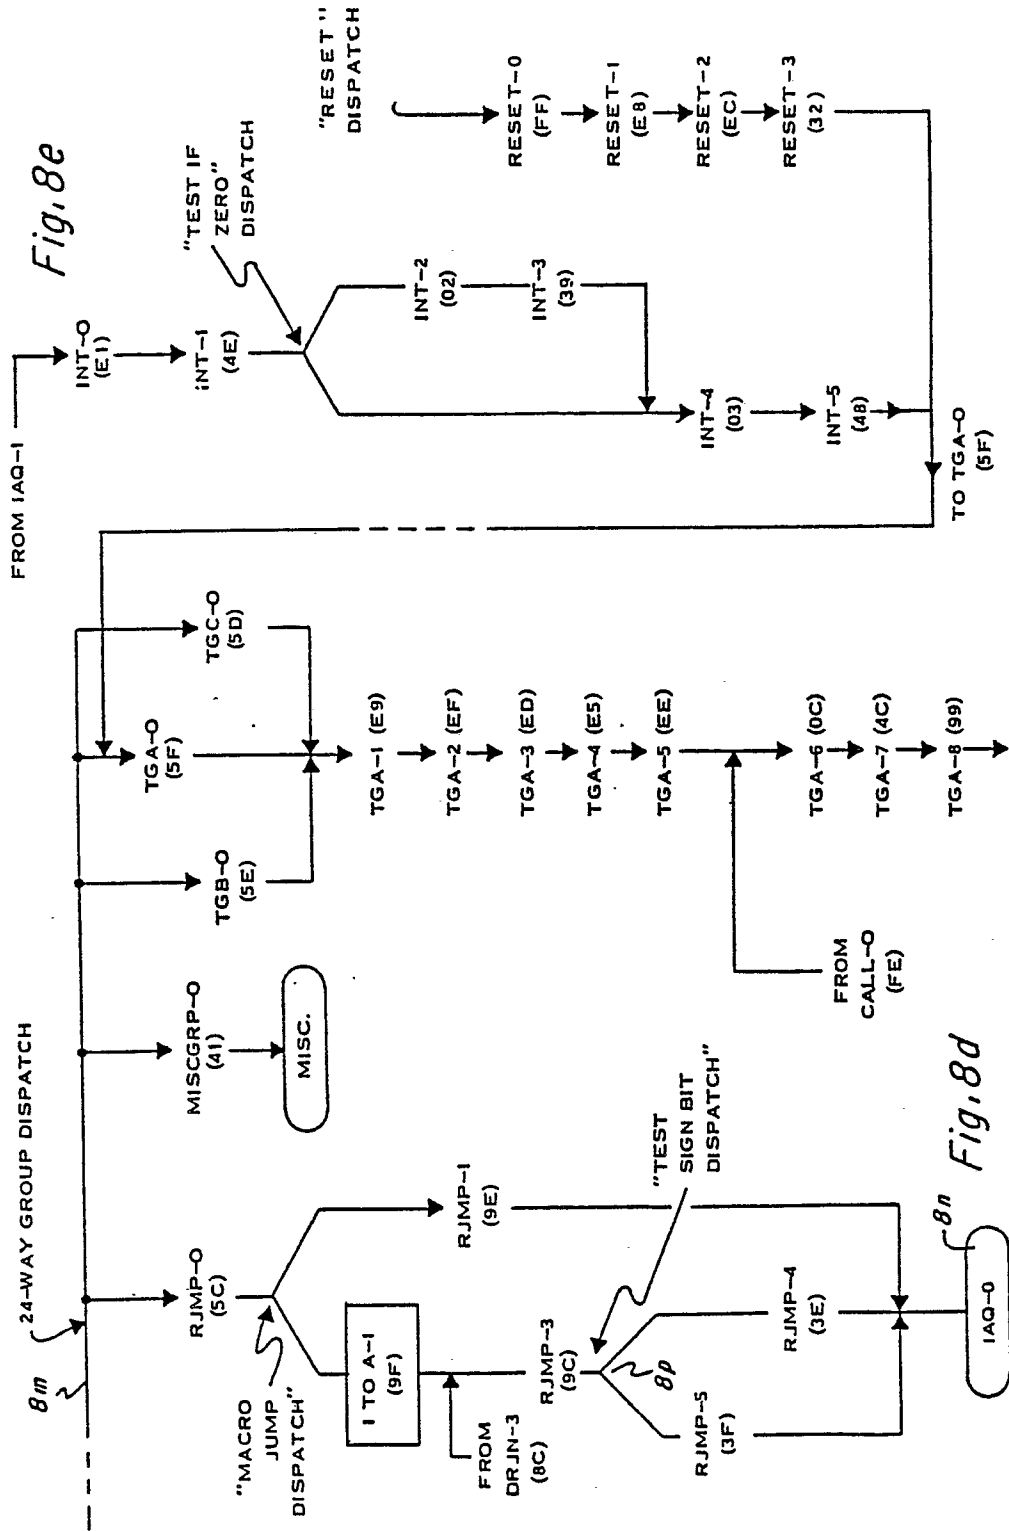 8m
24-WAY GROUP DISPATCH
RJMP-0
(5C)
"MACRO
JUMP
DISPATCH"
1 TO A-1
(9F)
FROM
DRJN-3
(8C)
RJMP-1
(9E)
RJMP-3
(9C)
"TEST
SIGN BIT
DISPATCH"
8p
RJMP-5
(3F)
RJMP-4
(3E)
IAQ-0
8n
Fig. 8d
MISCGRP-0
(41)
MISC.
TGB-0
(5E)
TGA-0
(5F)
TGC-0
(5D)
TGA-1 (E9)
TGA-2 (EF)
TGA-3 (ED)
TGA-4 (E5)
TGA-5 (EE)
FROM
CALL-0
(FE)
TGA-6 (0C)
TGA-7 (4C)
TGA-8 (99)
FROM IAQ-1
Fig. 8e
INT-0
(E1)
INT-1
(4E)
"TEST IF
ZERO"
DISPATCH
INT-2
(02)
INT-3
(39)
INT-4
(03)
INT-5
(48)
TO TGA-0
(5F)
"RESET"
DISPATCH
RESET-0
(FF)
RESET-1
(E8)
RESET-2
(EC)
RESET-3
(32)